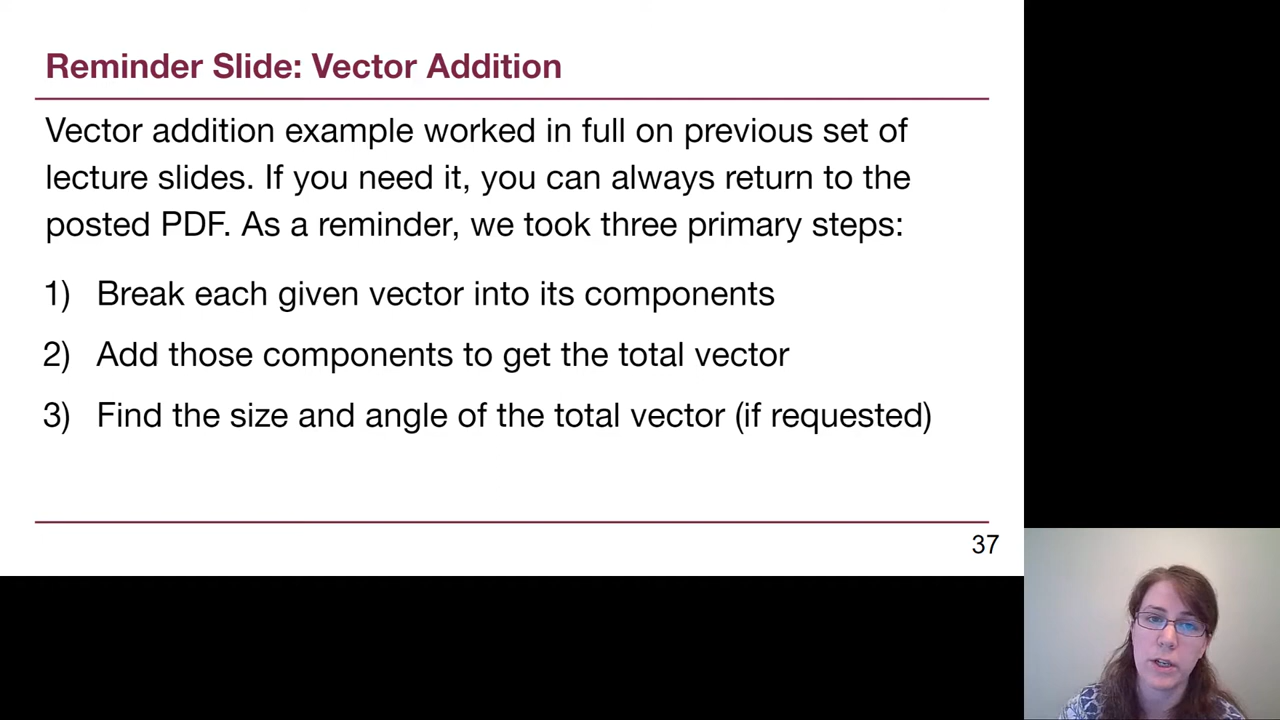 Reminder Slide: Vector Addition
Vector addition example worked in full on previous set of
lecture slides. If you need it, you can always return to the
posted PDF. As a reminder, we took three primary steps:
1) Break each given vector into its components
2) Add those components to get the total vector
3) Find the size and angle of the total vector (if requested)
37